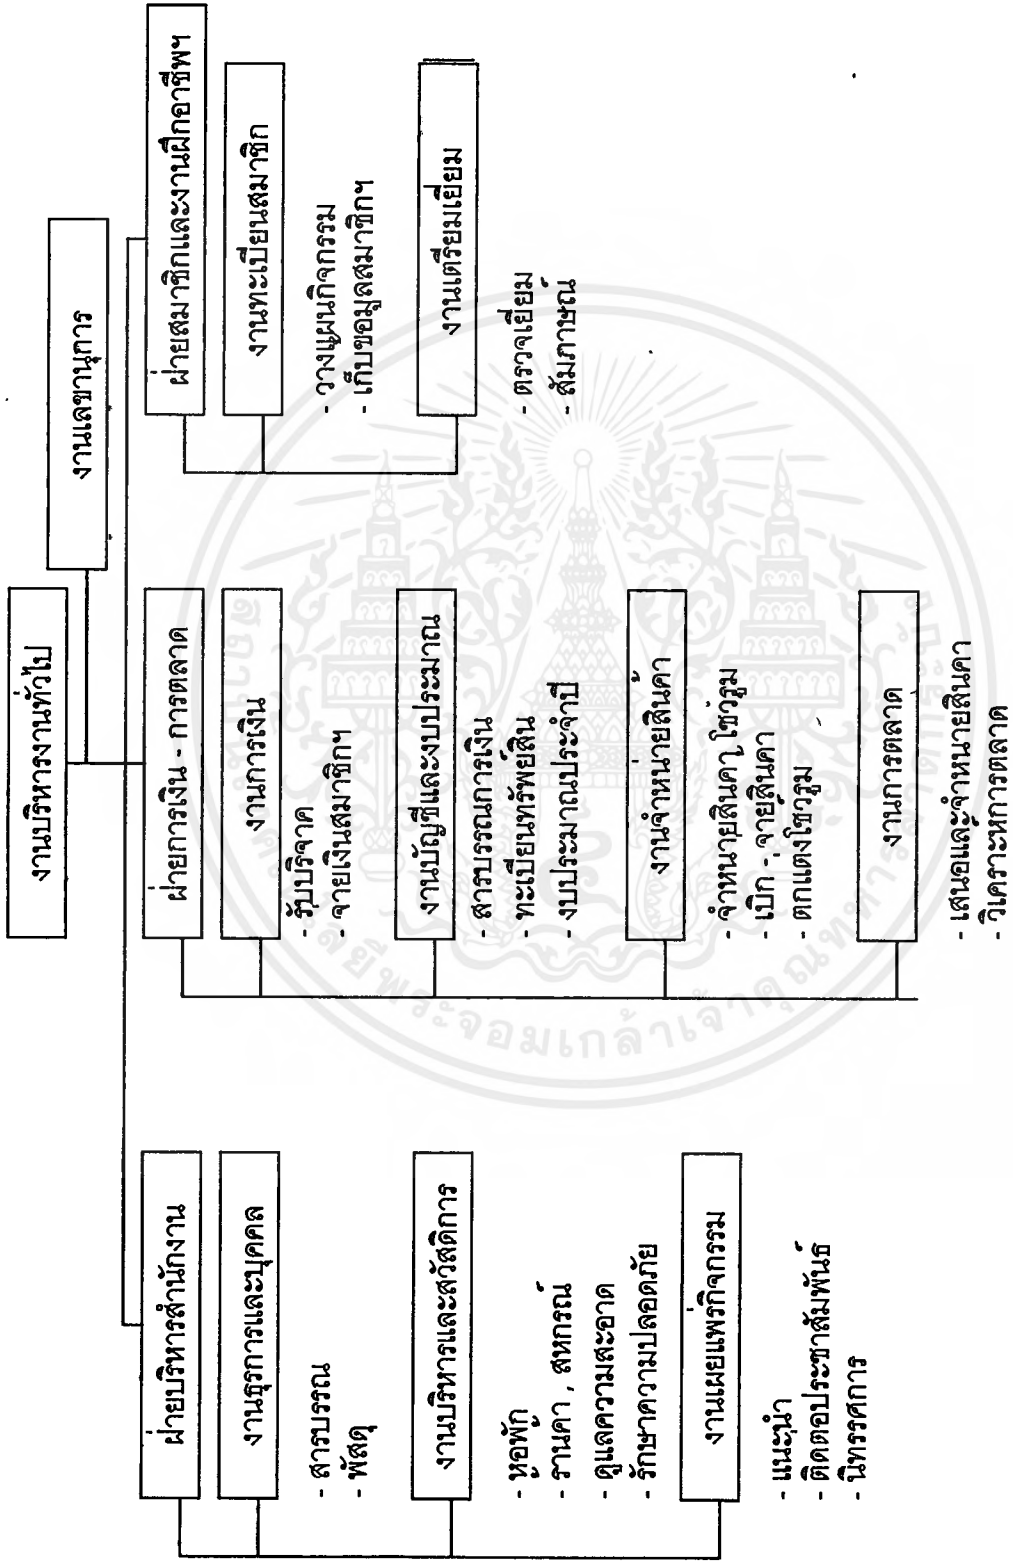 งานบริหารงานทั่วไป
งานเลขานุการ
ฝ่ายบริหารสำนักงาน
งานธุรการและบุคคล
- สารบรรณ
- พัสดุ
งานบริหารและสวัสดิการ
- หอพัก
- ร้านค้า , สหกรณ์
- ดูแลความสะอาด
- รักษาความปลอดภัย
งานเผยแพร่กิจกรรม
- แนะนำ
- ติดต่อประชาสัมพันธ์
- นิทรรศการ
ฝ่ายการเงิน - การตลาด
งานการเงิน
- รับบริจาค
- จ่ายเงินสมาชิกฯ
งานบัญชีและงบประมาณ
- สารบรรณการเงิน
- ทะเบียนทรัพย์สิน
- งบประมาณประจำปี
งานจำหน่ายสินค้า
- จำหน่ายสินค้า โชว์รูม
- เบิก - จ่ายสินค้า
- ตกแต่งโชว์รูม
งานการตลาด
- เสนอและจำหน่ายสินค้า
- วิเคราะห์การตลาด
ฝ่ายสมาชิกและงานฝึกอาชีพฯ
งานทะเบียนสมาชิก
- วางแผนกิจกรรม
- เก็บข้อมูลสมาชิกฯ
งานเตรียมเยี่ยม
- ตรวจเยี่ยม
- สัมภาษณ์
พระจอมเกล้าเจ้าคุณทหาร